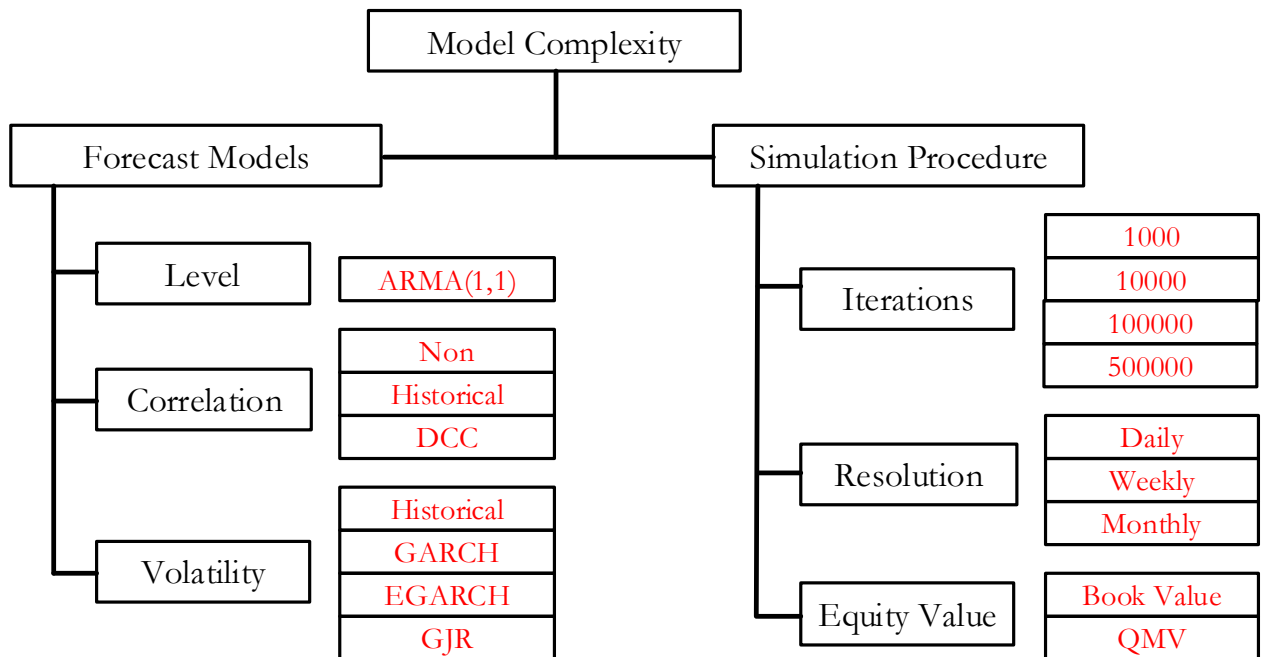 Model Complexity
Forecast Models
Simulation Procedure
Level
ARMA(1,1)
Correlation
Non
Historical
DCC
Volatility
Historical
GARCH
EGARCH
GJR
Iterations
1000
10000
100000
500000
Resolution
Daily
Weekly
Monthly
Equity Value
Book Value
QMV